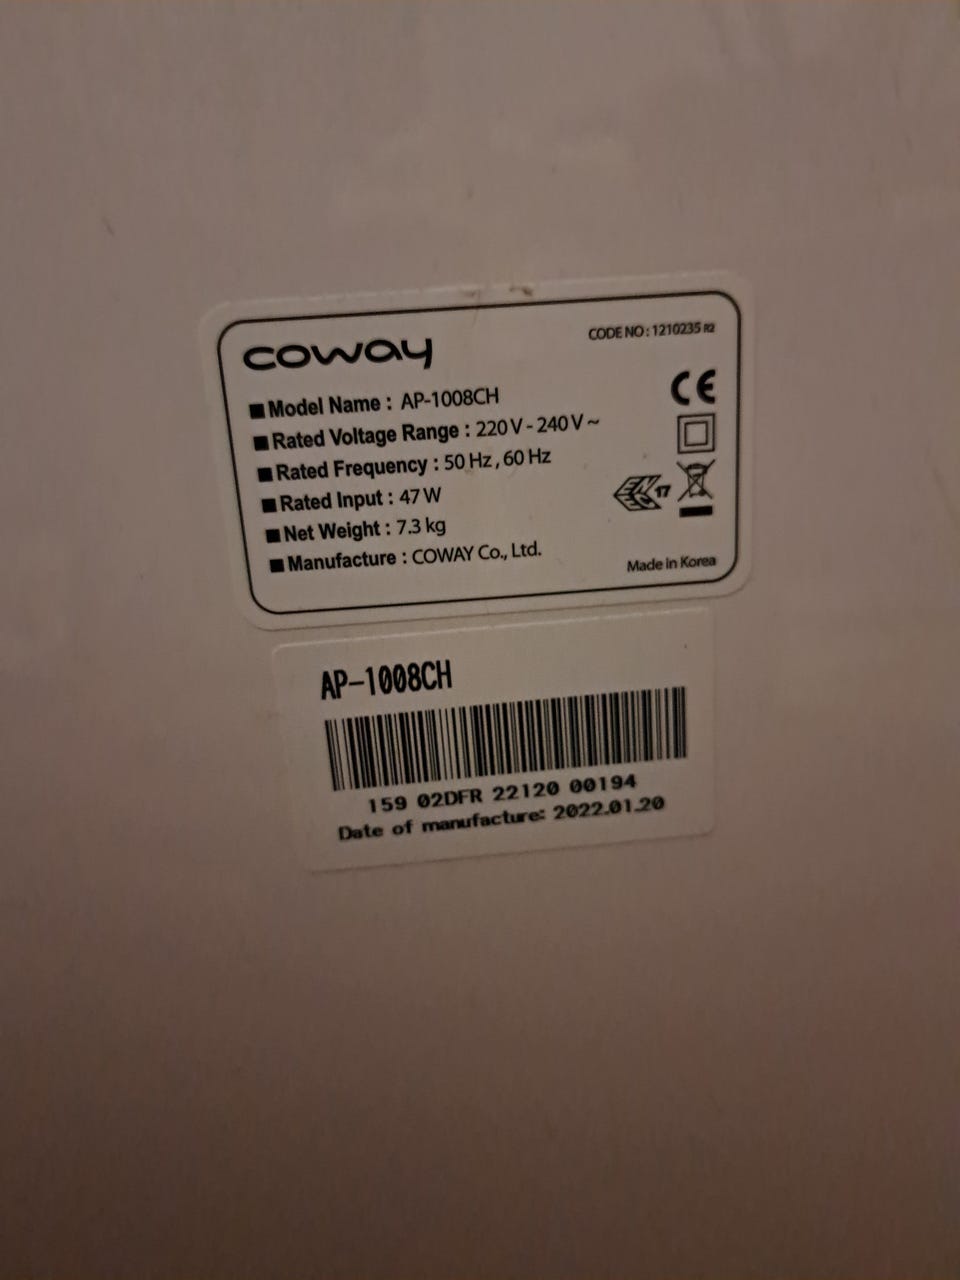 coway
CODE NO : 1210235 R2
■ Model Name : AP-1008CH
■ Rated Voltage Range : 220 V - 240 V ~
■ Rated Frequency : 50 Hz , 60 Hz
■ Rated Input : 47 W
■ Net Weight : 7.3 kg
■ Manufacture : COWAY Co., Ltd.
CE
17
Made in Korea
AP-1008CH
159 02DFR 22120 00194
Date of manufacture: 2022.01.20